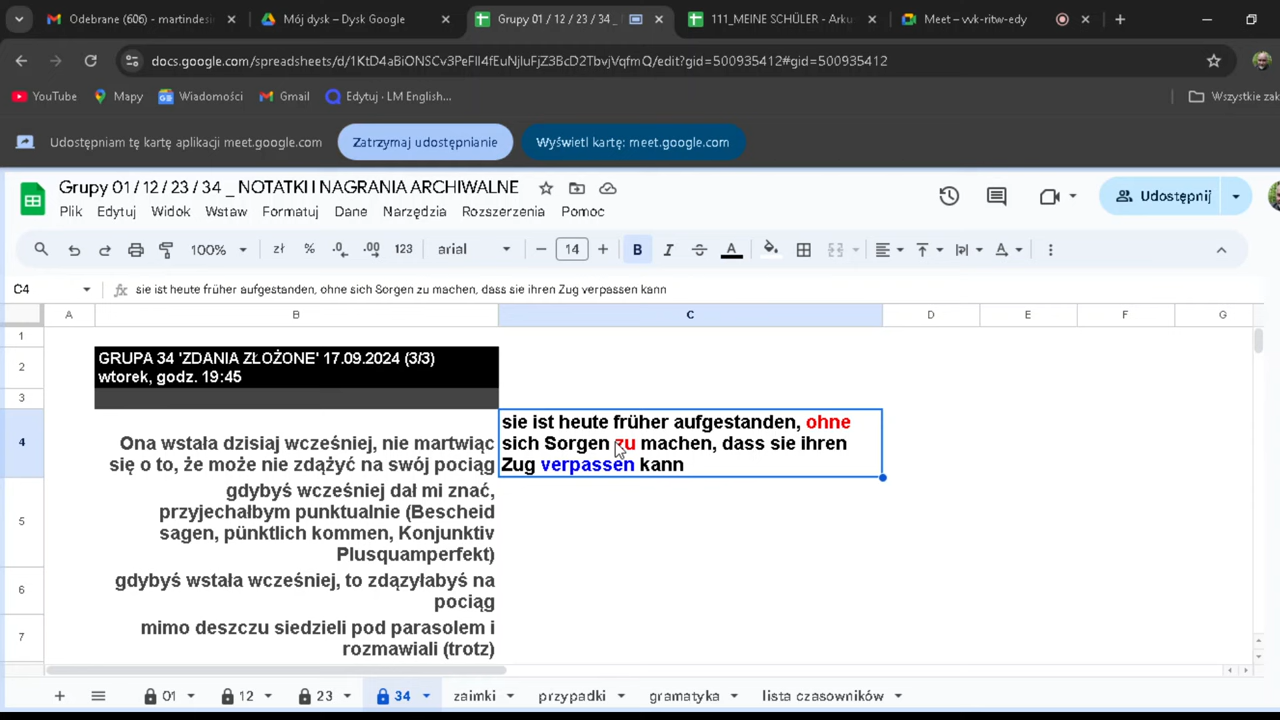 Odebrane (606) - martindesi
Mój dysk – Dysk Google
Grupy 01 / 12 / 23 / 34 _
111_MEINE SCHÜLER - Arku
Meet – vvk-ritw-edy
docs.google.com/spreadsheets/d/1KtD4aBiONSCv3PeFlI4fEuNjluFjZ3BcD2TbvjVqfmQ/edit?gid=500935412#gid=500935412
YouTube
Mapy
Wiadomości
Gmail
Edytuj · LM English...
Wszystkie zak
Udostępniam tę kartę aplikacji meet.google.com
Zatrzymaj udostępnianie
Wyświetl kartę: meet.google.com
Grupy 01 / 12 / 23 / 34 _ NOTATKI I NAGRANIA ARCHIWALNE
Udostępnij
Plik Edytuj Widok Wstaw Formatuj Dane Narzędzia Rozszerzenia Pomoc
100% zł % .0 .00 123 arial 14 B I S A A
C4 fx sie ist heute früher aufgestanden, ohne sich Sorgen zu machen, dass sie ihren Zug verpassen kann
A B C D E F G
1
2
GRUPA 34 'ZDANIA ZŁOŻONE' 17.09.2024 (3/3)
wtorek, godz. 19:45
3
4
Ona wstała dzisiaj wcześniej, nie martwiąc
się o to, że może nie zdążyć na swój pociąg
sie ist heute früher aufgestanden, ohne
sich Sorgen zu machen, dass sie ihren
Zug verpassen kann
5
gdybyś wcześniej dał mi znać,
przyjechałbym punktualnie (Bescheid
sagen, pünktlich kommen, Konjunktiv
Plusquamperfekt)
6
gdybyś wstała wcześniej, to zdązyłabyś na
pociąg
7
mimo deszczu siedzieli pod parasolem i
rozmawiali (trotz)
01 12 23 34 zaimki przypadki gramatyka lista czasowników